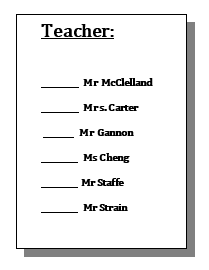 Teacher:
_______ Mr McClelland
_______ Mrs. Carter
______ Mr Gannon
_______ Ms Cheng
_______ Mr Staffe
_______ Mr Strain